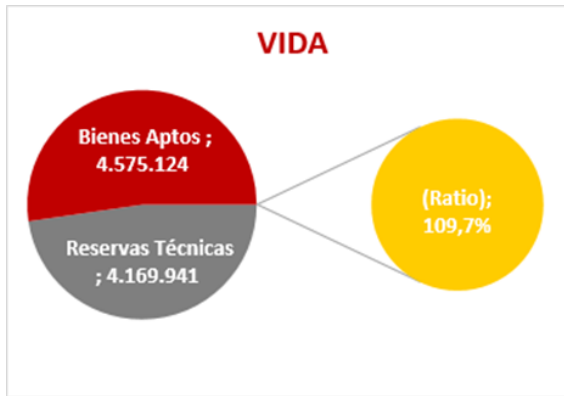 VIDA
Bienes Aptos ;
4.575.124
Reservas Técnicas
; 4.169.941
(Ratio);
109,7%